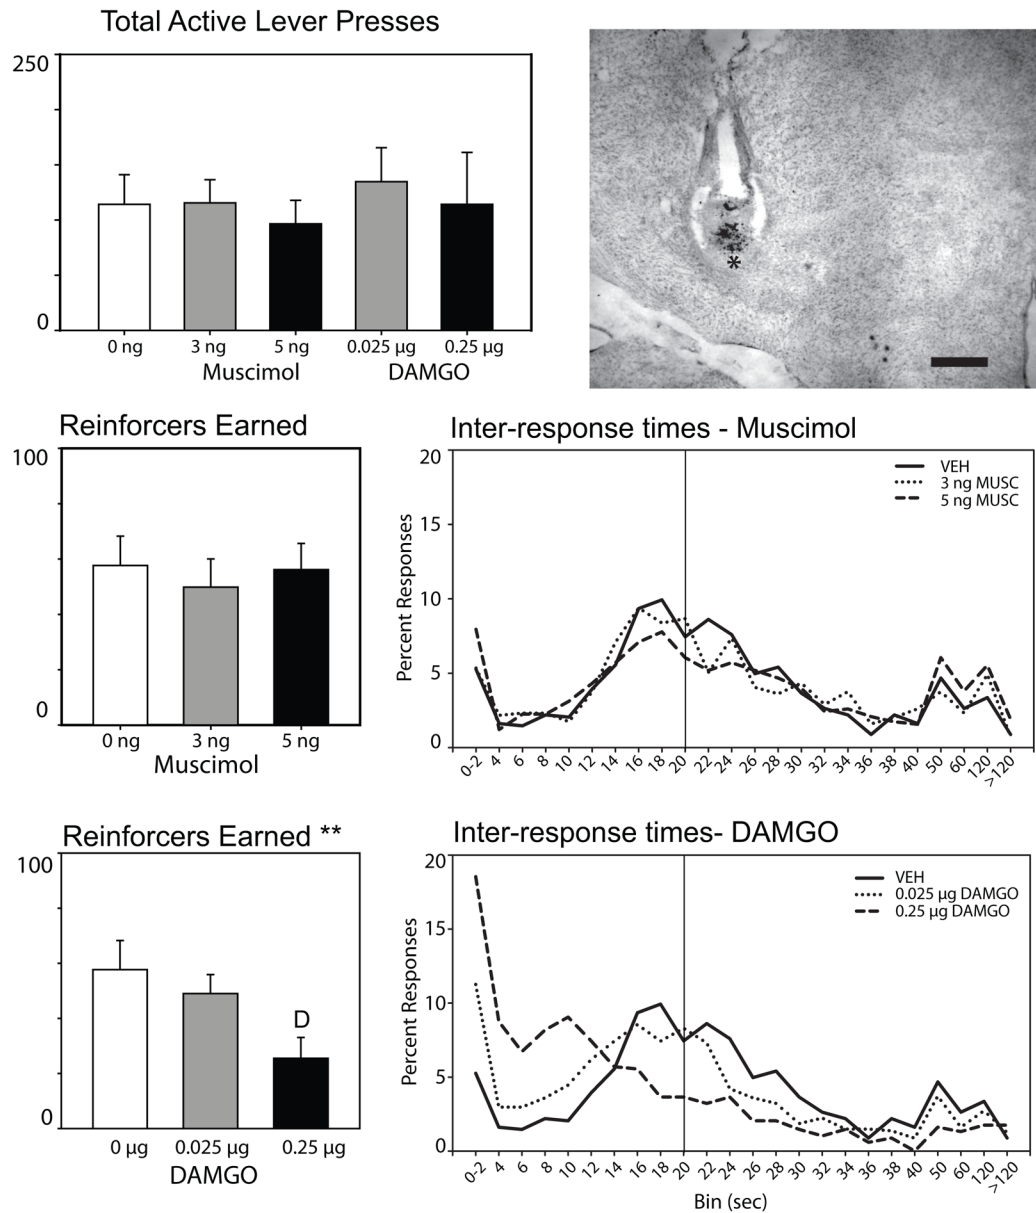 Total Active Lever Presses
250
0
0 ng
3 ng
5 ng
0.025 µg
0.25 µg
Muscimol
DAMGO
*
Reinforcers Earned
100
0
0 ng
3 ng
5 ng
Muscimol
Inter-response times - Muscimol
20
15
10
5
0
Percent Responses
VEH
3 ng MUSC
5 ng MUSC
0-2
4
6
8
10
12
14
16
18
20
22
24
26
28
30
32
34
36
38
40
50
60
120
>120
Reinforcers Earned **
100
0
D
0 µg
0.025 µg
0.25 µg
DAMGO
Inter-response times- DAMGO
20
15
10
5
0
Percent Responses
VEH
0.025 µg DAMGO
0.25 µg DAMGO
0-2
4
6
8
10
12
14
16
18
20
22
24
26
28
30
32
34
36
38
40
50
60
120
>120
Bin (sec)